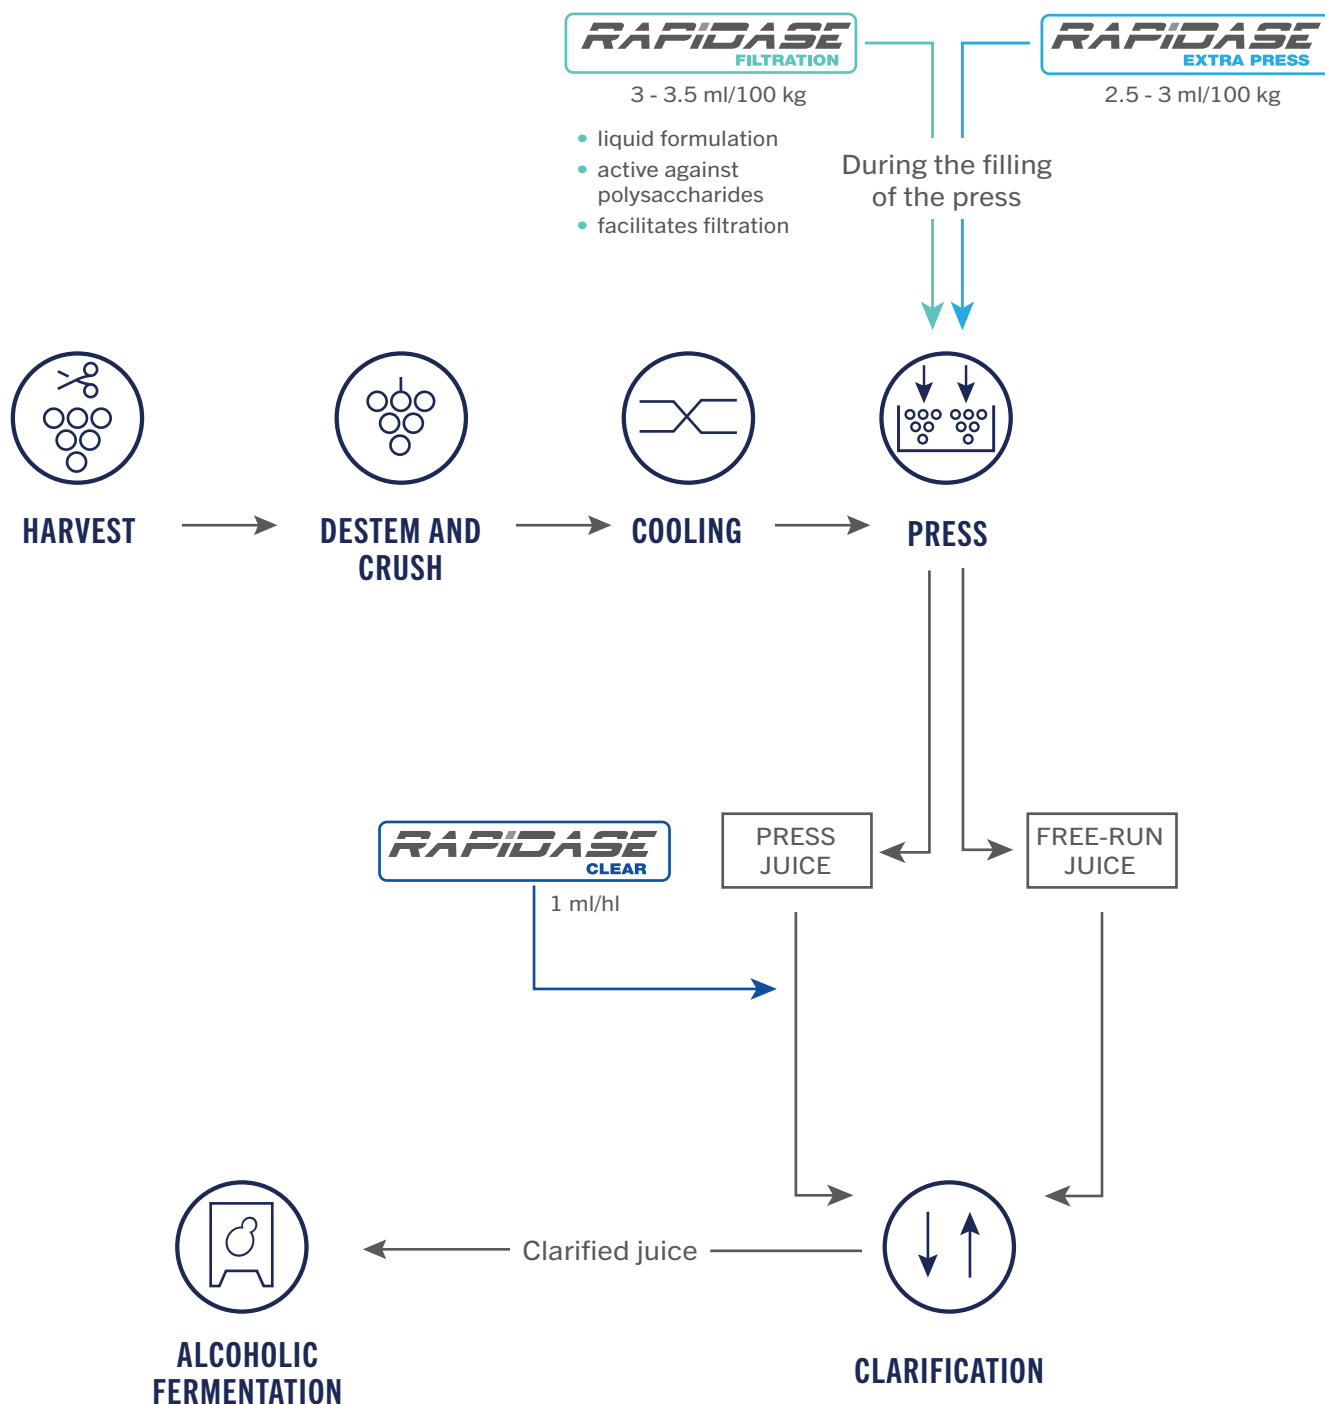 RAPIDASE
FILTRATION
3 - 3.5 ml/100 kg
• liquid formulation
• active against
polysaccharides
• facilitates filtration
RAPIDASE
EXTRA PRESS
2.5 - 3 ml/100 kg
During the filling
of the press
HARVEST
DESTEM AND
CRUSH
COOLING
PRESS
RAPIDASE
CLEAR
1 ml/hl
PRESS
JUICE
FREE-RUN
JUICE
Clarified juice
ALCOHOLIC
FERMENTATION
CLARIFICATION